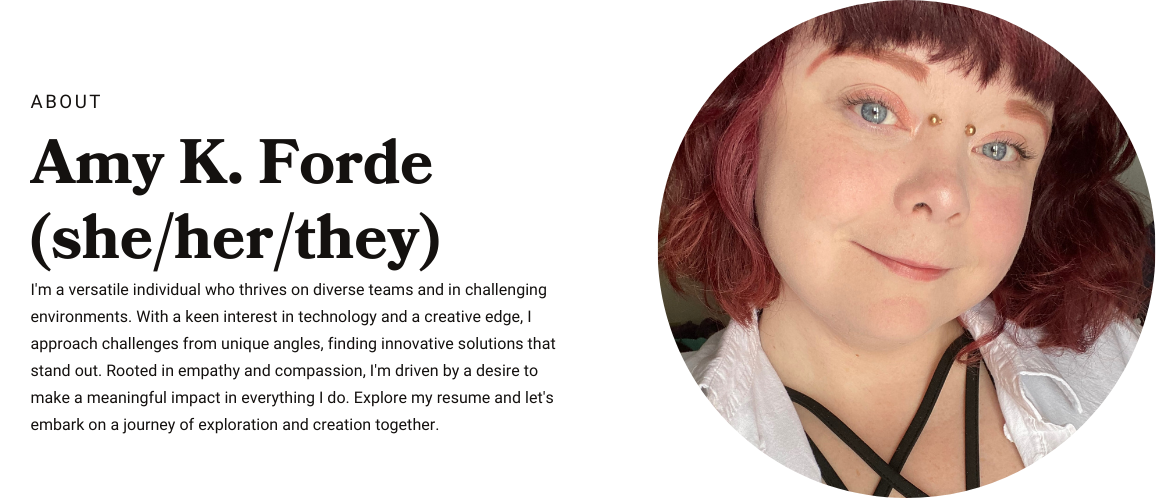 ABOUT
Amy K. Forde
(she/her/they)
I'm a versatile individual who thrives on diverse teams and in challenging
environments. With a keen interest in technology and a creative edge, I
approach challenges from unique angles, finding innovative solutions that
stand out. Rooted in empathy and compassion, I'm driven by a desire to
make a meaningful impact in everything I do. Explore my resume and let's
embark on a journey of exploration and creation together.